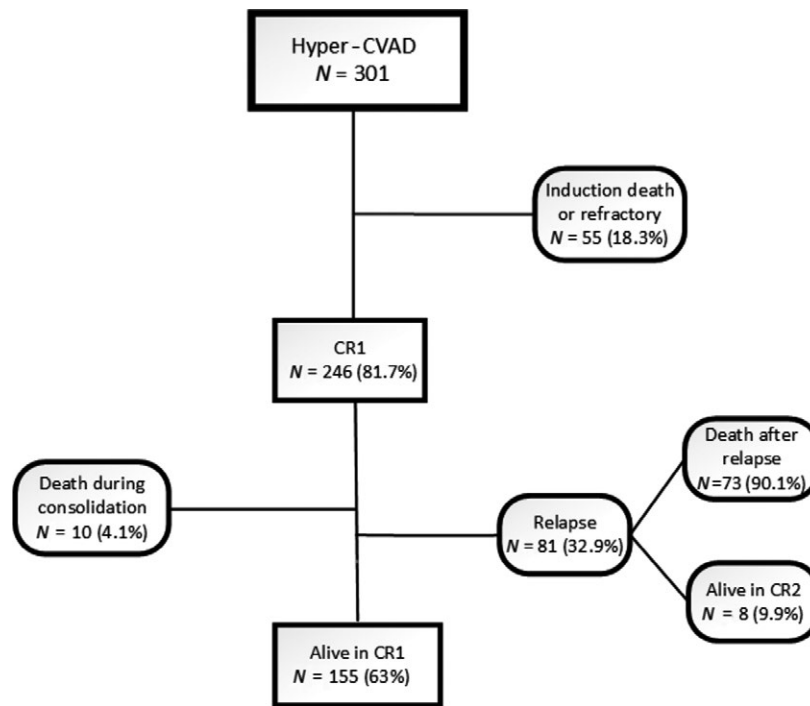 Hyper-CVAD
N = 301
Induction death
or refractory
N = 55 (18.3%)
CR1
N = 246 (81.7%)
Death during
consolidation
N = 10 (4.1%)
Death after
relapse
N=73 (90.1%)
Relapse
N = 81 (32.9%)
Alive in CR2
N = 8 (9.9%)
Alive in CR1
N = 155 (63%)